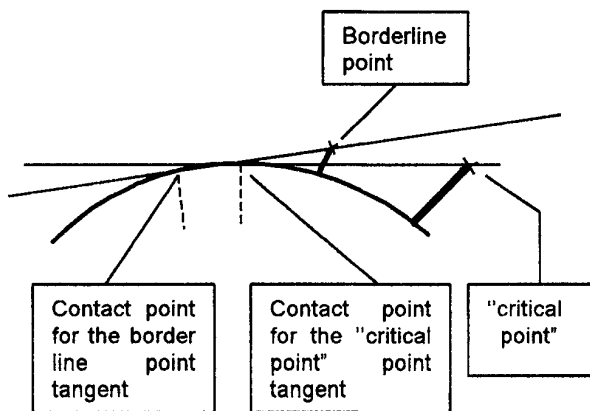 Borderline
point
Contact point
for the border
line point
tangent
Contact point
for the "critical
point" point
tangent
"critical
point"